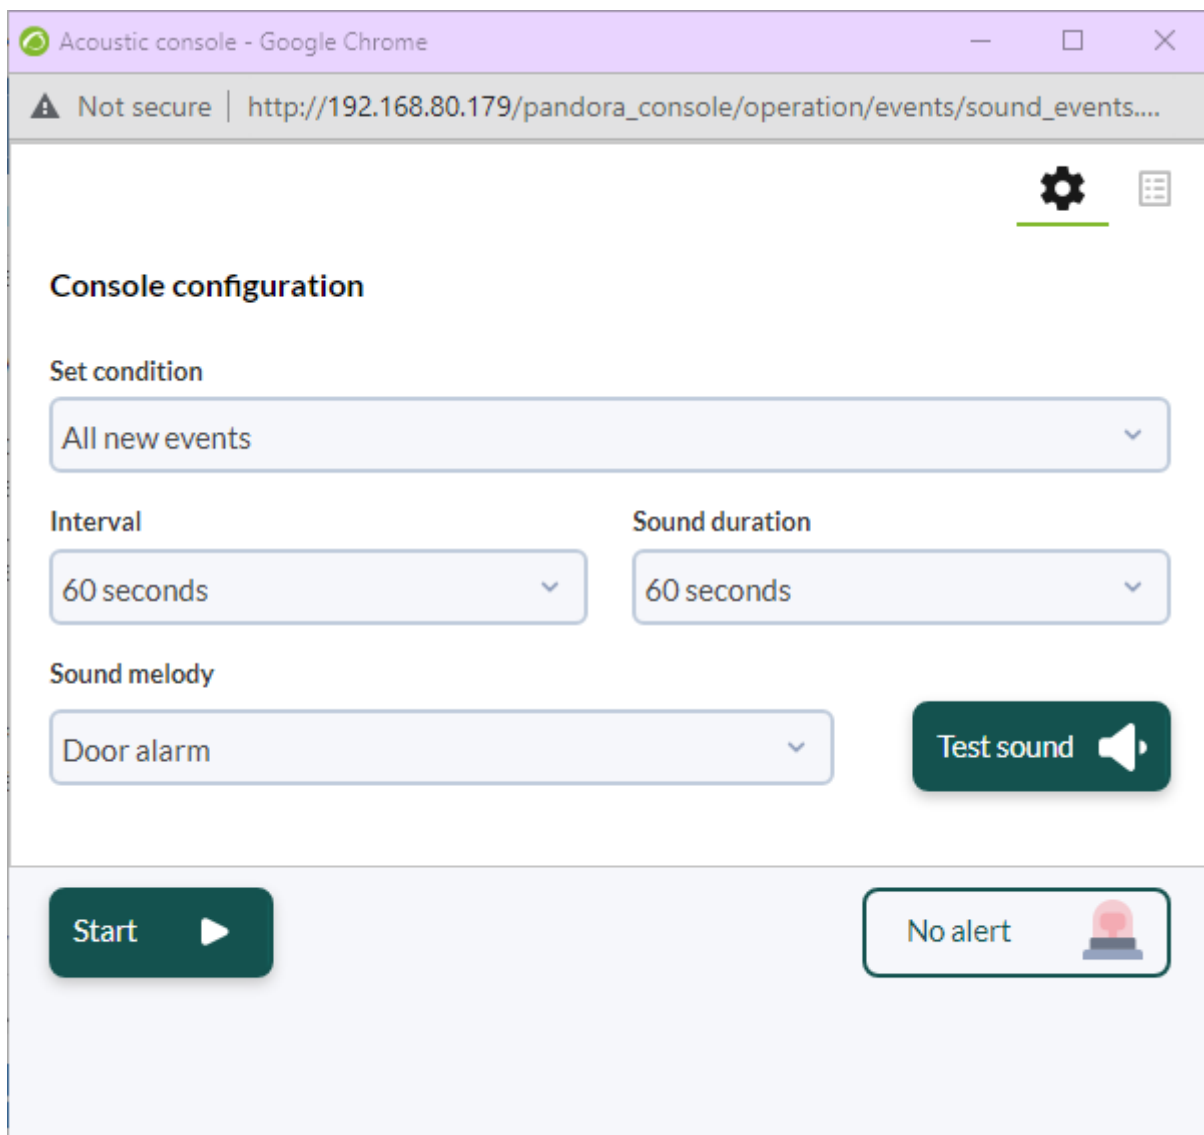 Acoustic console - Google Chrome
Not secure http://192.168.80.179/pandora_console/operation/events/sound_events....
Console configuration
Set condition
All new events
Interval Sound duration
60 seconds 60 seconds
Sound melody
Door alarm Test sound
Start No alert